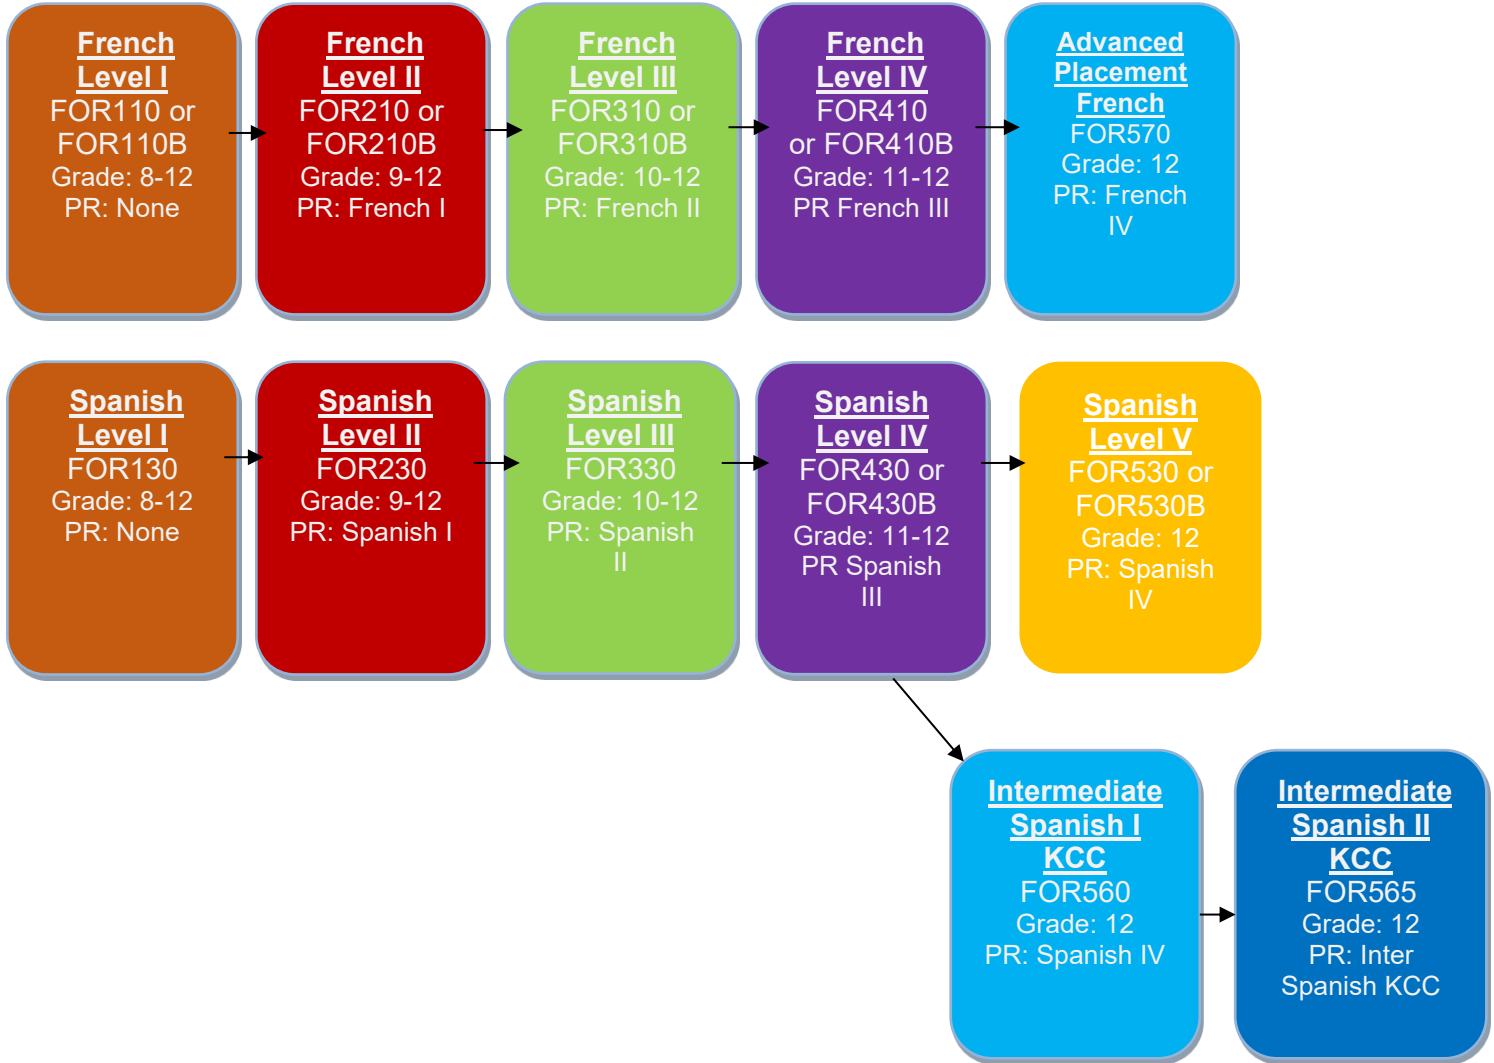 French
Level I
FOR110 or
FOR110B
Grade: 8-12
PR: None
French
Level II
FOR210 or
FOR210B
Grade: 9-12
PR: French I
French
Level III
FOR310 or
FOR310B
Grade: 10-12
PR: French II
French
Level IV
FOR410
or FOR410B
Grade: 11-12
PR French III
Advanced
Placement
French
FOR570
Grade: 12
PR: French
IV
Spanish
Level I
FOR130
Grade: 8-12
PR: None
Spanish
Level II
FOR230
Grade: 9-12
PR: Spanish I
Spanish
Level III
FOR330
Grade: 10-12
PR: Spanish
II
Spanish
Level IV
FOR430 or
FOR430B
Grade: 11-12
PR Spanish
III
Spanish
Level V
FOR530 or
FOR530B
Grade: 12
PR: Spanish
IV
Intermediate
Spanish I
KCC
FOR560
Grade: 12
PR: Spanish IV
Intermediate
Spanish II
KCC
FOR565
Grade: 12
PR: Inter
Spanish KCC